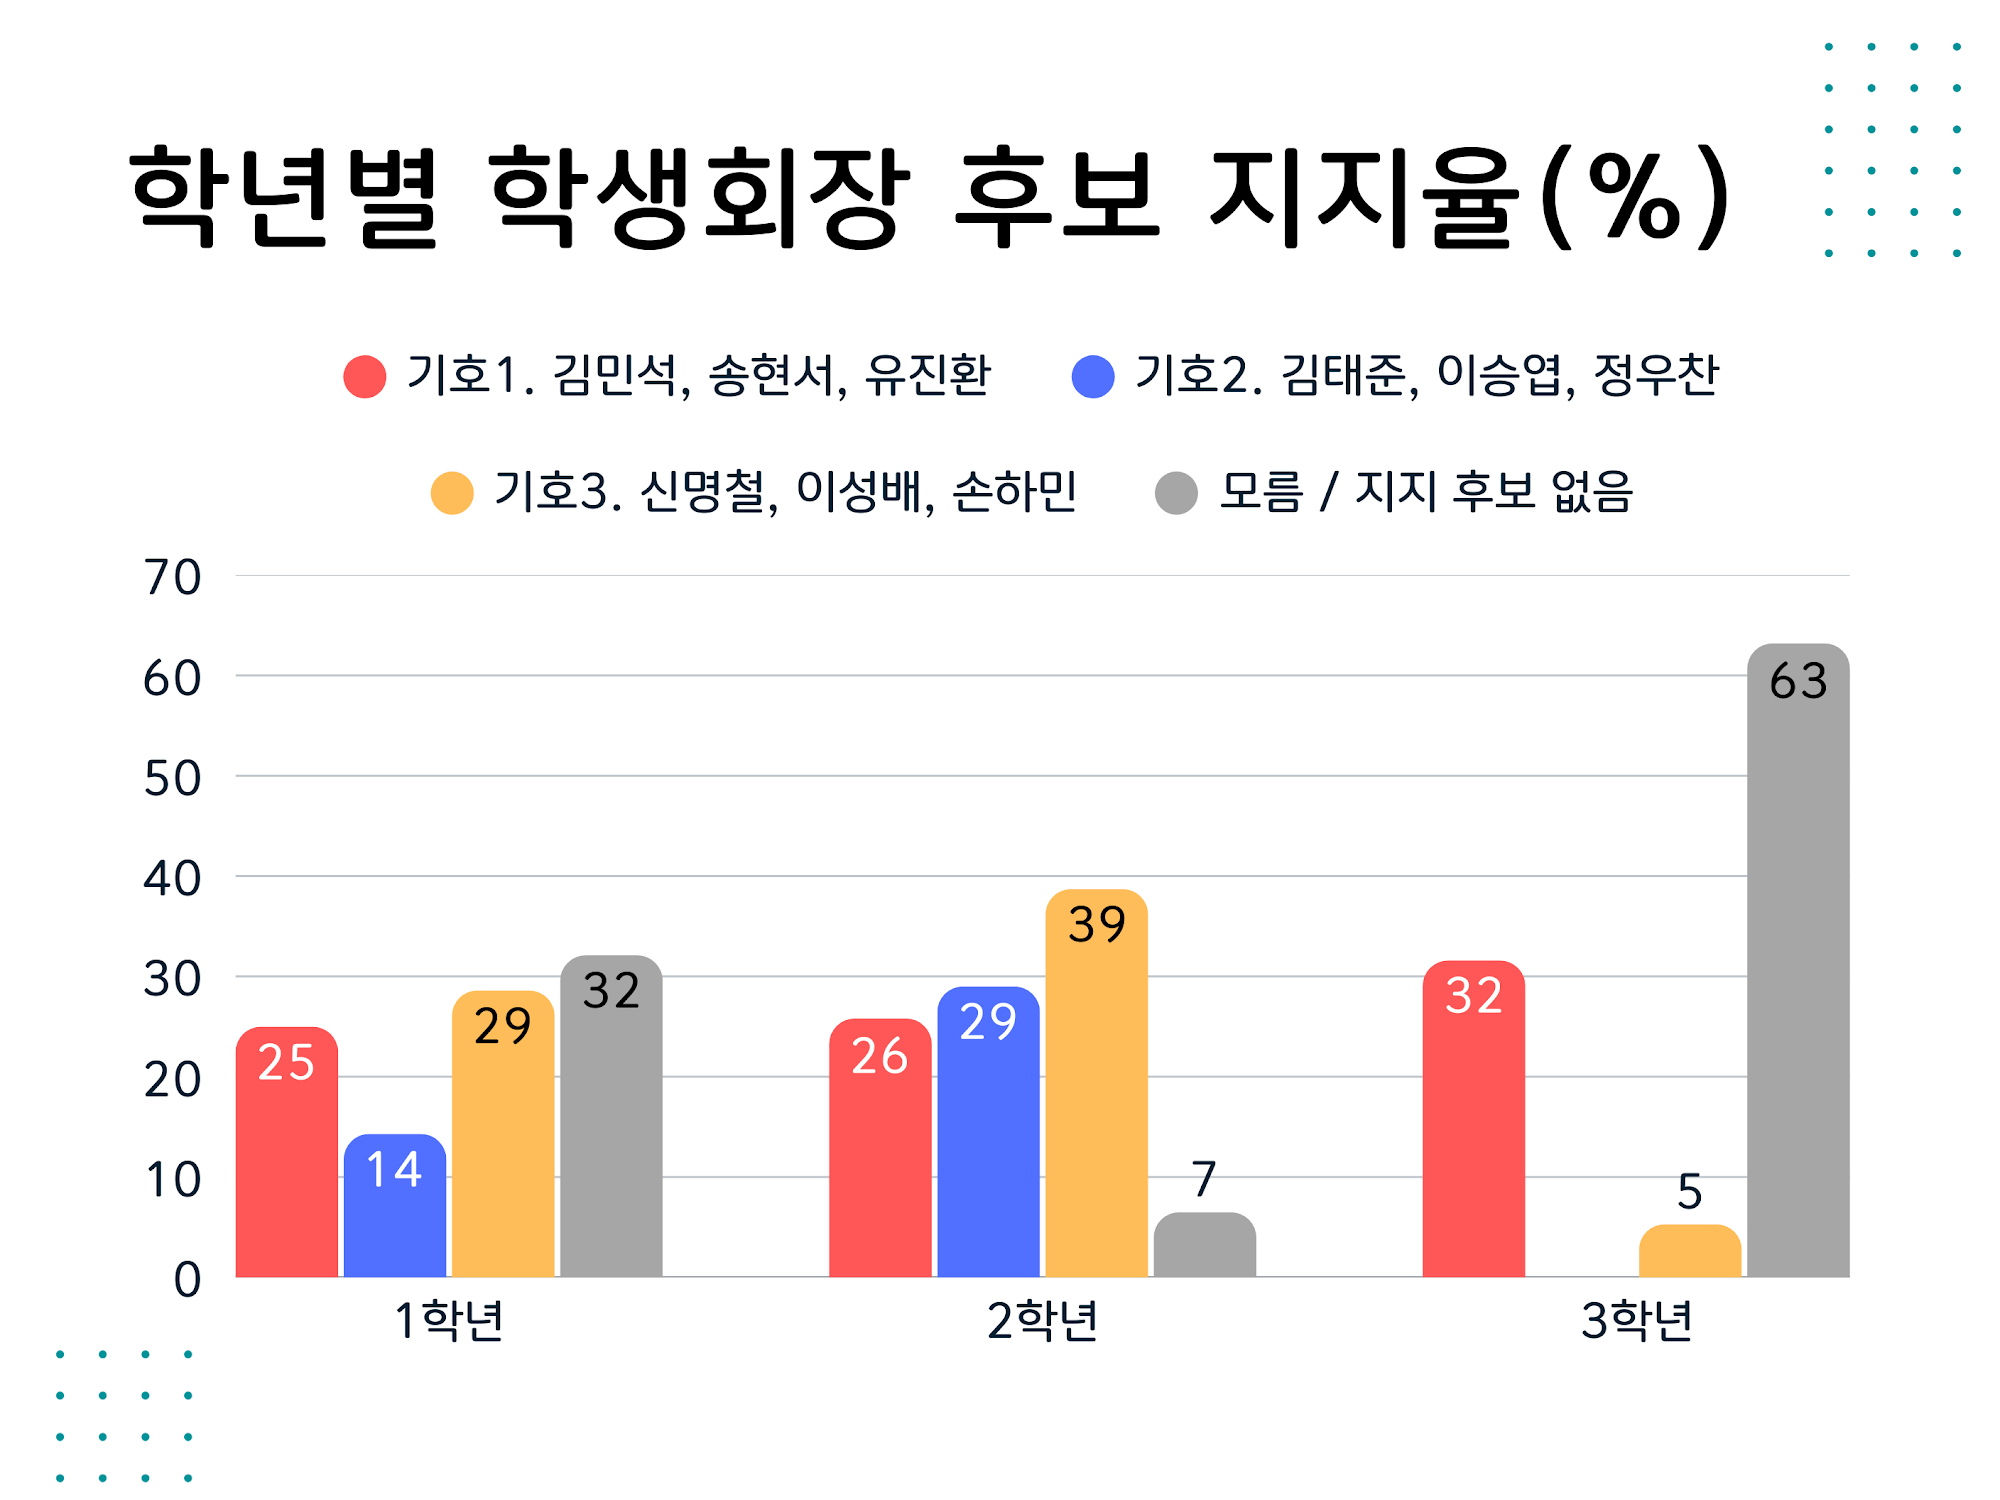 학년별 학생회장 후보 지지율(%)
기호1. 김민석, 송현서, 유진환 기호2. 김태준, 이승엽, 정우찬
기호3. 신명철, 이성배, 손하민 모름 / 지지 후보 없음
70
60
50
40
30
20
10
0
25 14 29 32
26 29 39 7
32 5 63
1학년 2학년 3학년